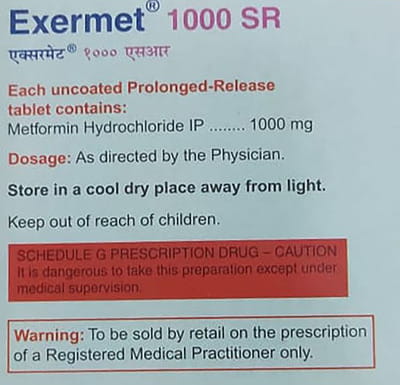 Exermet® 1000 SR
एक्सरमेट® १००० एसआर
Each uncoated Prolonged-Release
tablet contains:
Metformin Hydrochloride IP ........ 1000 mg
Dosage: As directed by the Physician.
Store in a cool dry place away from light.
Keep out of reach of children.
SCHEDULE G PRESCRIPTION DRUG – CAUTION
It is dangerous to take this preparation except under
medical supervision.
Warning: To be sold by retail on the prescription
of a Registered Medical Practitioner only.